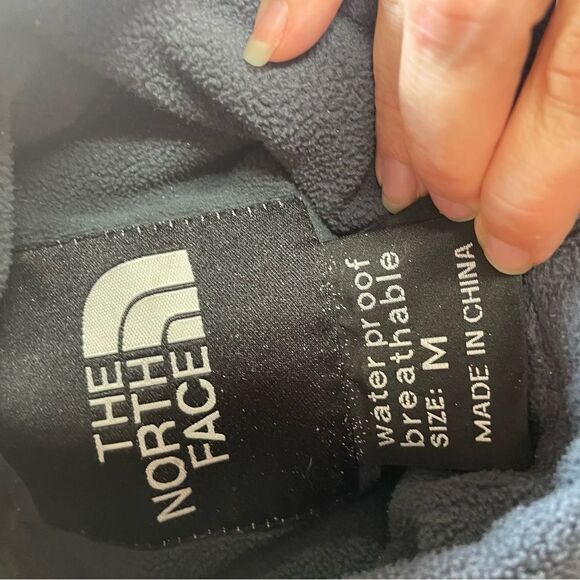 THE
NORTH
FACE
water proof
breathable
SIZE: M
MADE IN CHINA